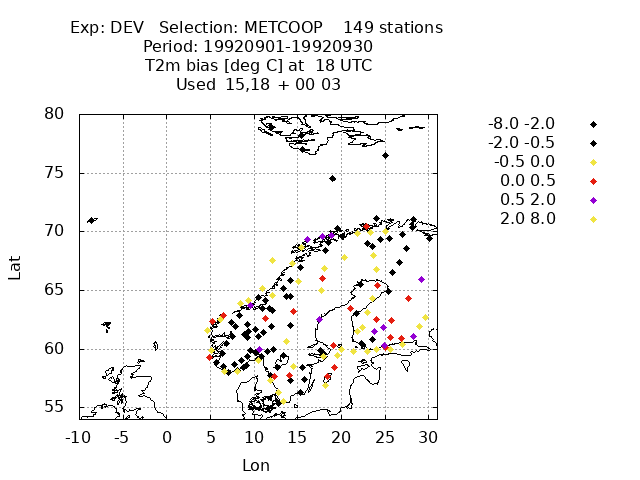 Exp: DEV   Selection: METCOOP    149 stations
Period: 19920901-19920930
T2m bias [deg C] at  18 UTC
Used  15,18  + 00 03
80
75
70
65
60
55
-10 -5 0 5 10 15 20 25 30
Lat
Lon
-8.0 -2.0
-2.0 -0.5
-0.5 0.0
0.0 0.5
0.5 2.0
2.0 8.0